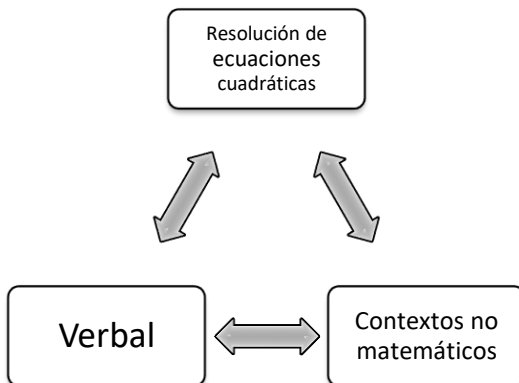 Resolución de
ecuaciones
cuadráticas
Verbal
Contextos no
matemáticos